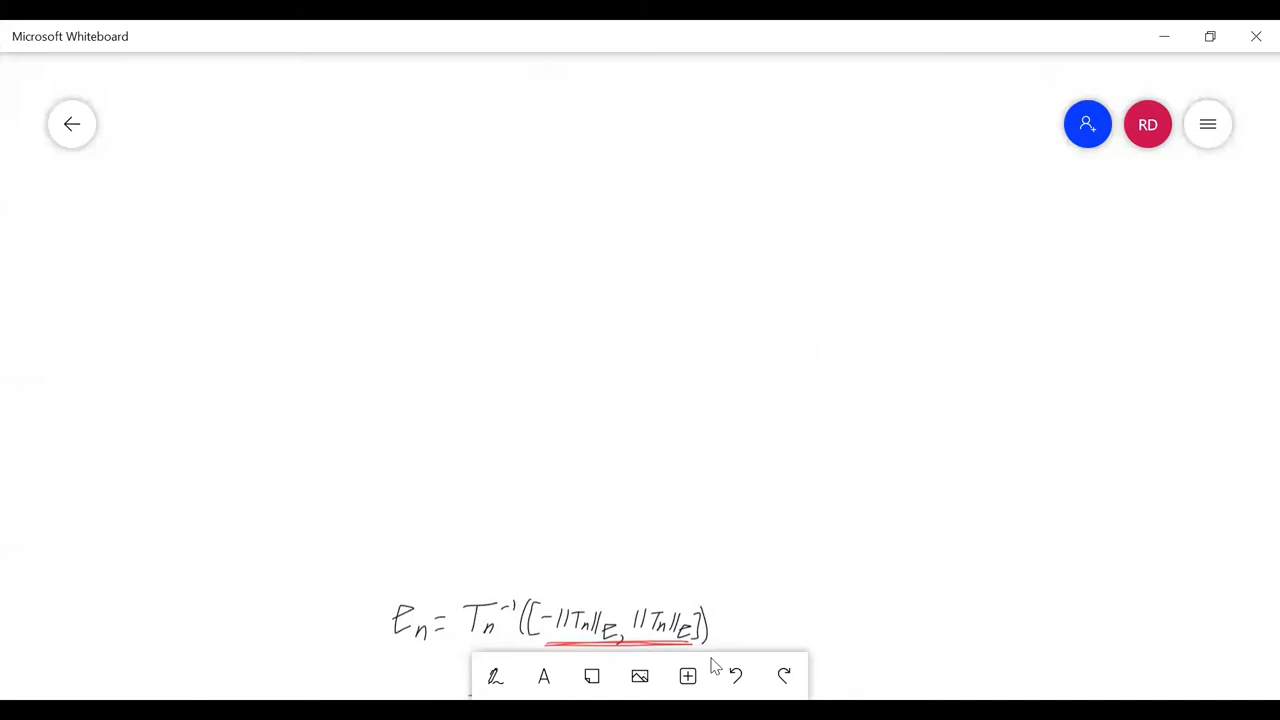 Microsoft Whiteboard
RD
E_n = T_n^{-1}([-||T_n||_E, ||T_n||_E])
A